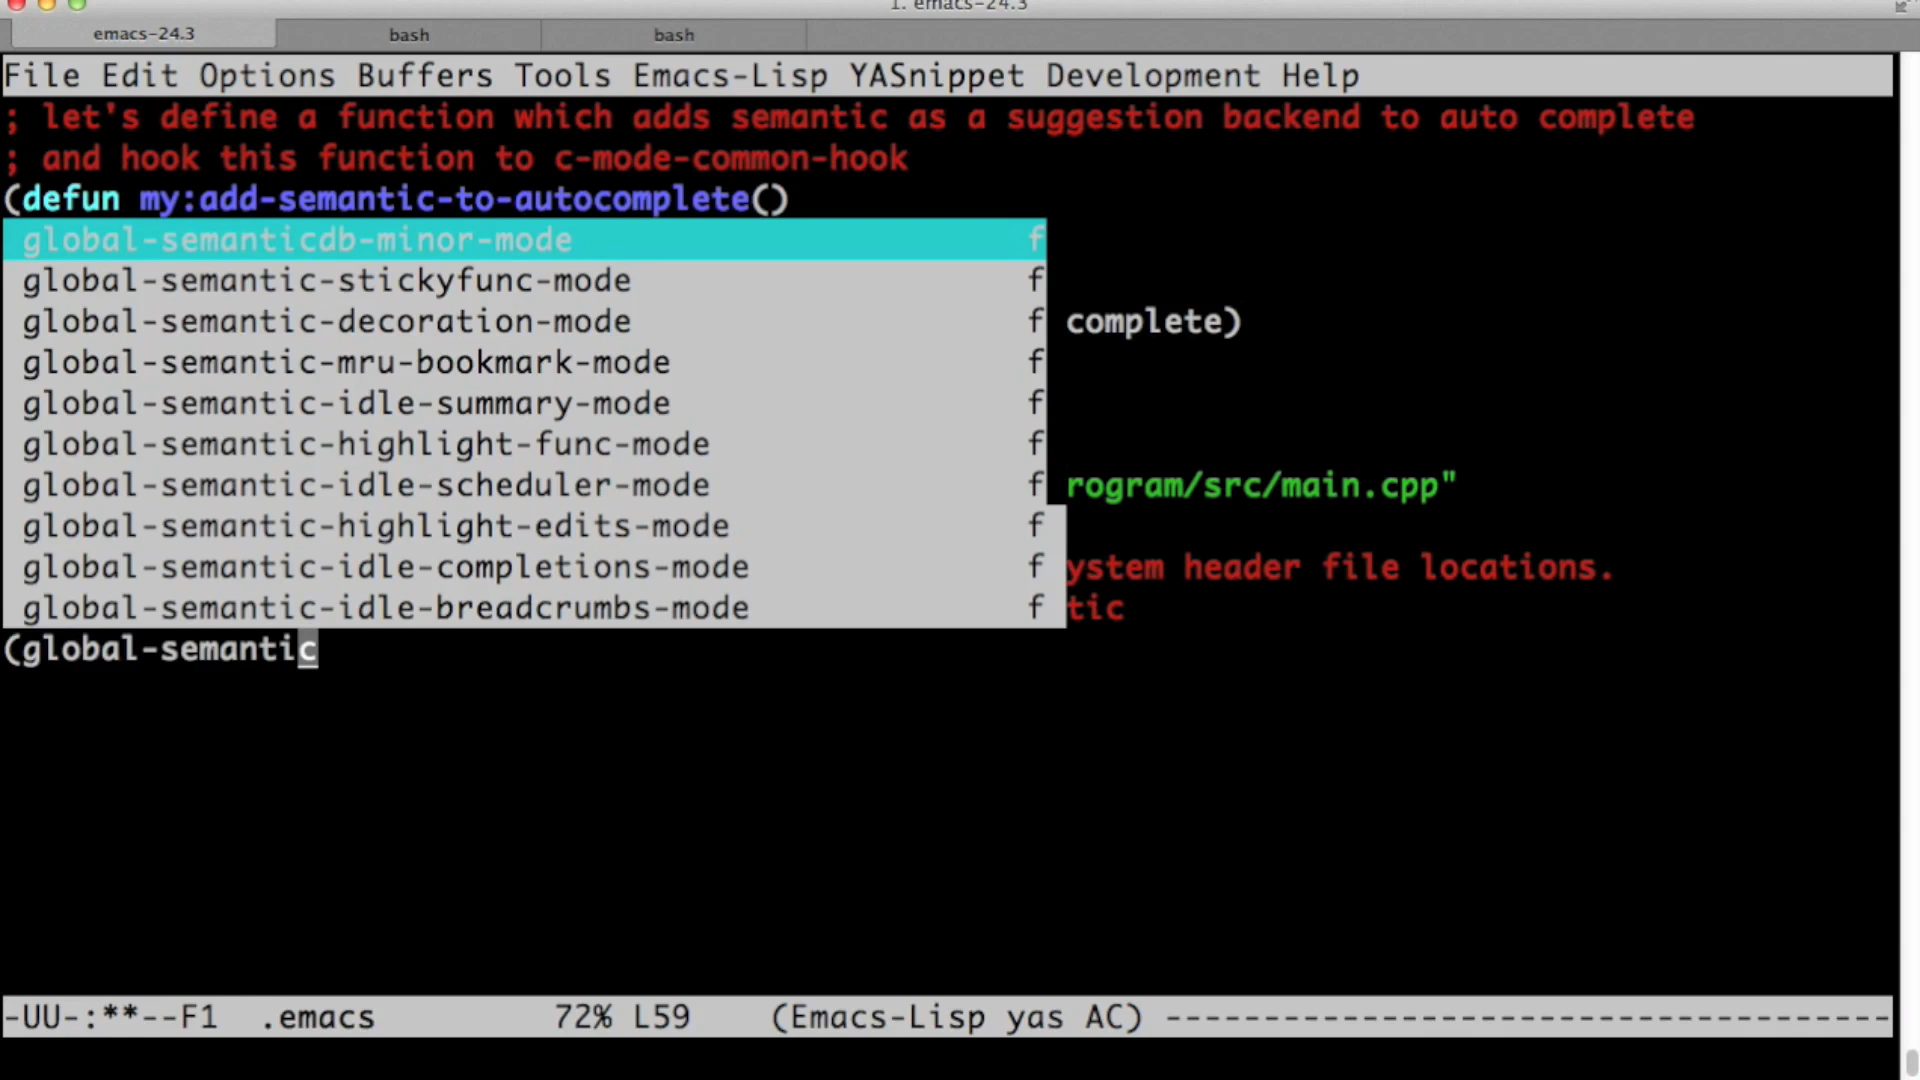 1. emacs-24.3
emacs-24.3 bash bash
File Edit Options Buffers Tools Emacs-Lisp YASnippet Development Help
; let's define a function which adds semantic as a suggestion backend to auto complete
; and hook this function to c-mode-common-hook
(defun my:add-semantic-to-autocomplete()
global-semanticdb-minor-mode f
global-semantic-stickyfunc-mode f
global-semantic-decoration-mode f complete)
global-semantic-mru-bookmark-mode f
global-semantic-idle-summary-mode f
global-semantic-highlight-func-mode f
global-semantic-idle-scheduler-mode f rogram/src/main.cpp"
global-semantic-highlight-edits-mode f
global-semantic-idle-completions-mode f ystem header file locations.
global-semantic-idle-breadcrumbs-mode f tic
(global-semantic
-UU-:**--F1 .emacs 72% L59 (Emacs-Lisp yas AC) -------------------------------------